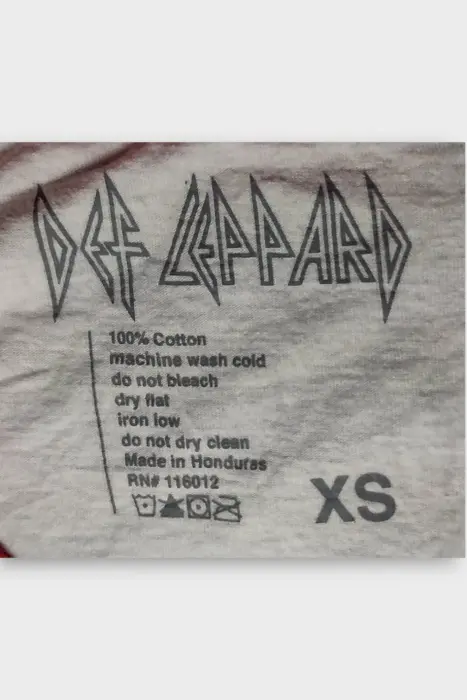 DEF LEPPARD
100% Cotton
machine wash cold
do not bleach
dry flat
iron low
do not dry clean
Made in Honduras
RN# 116012
XS